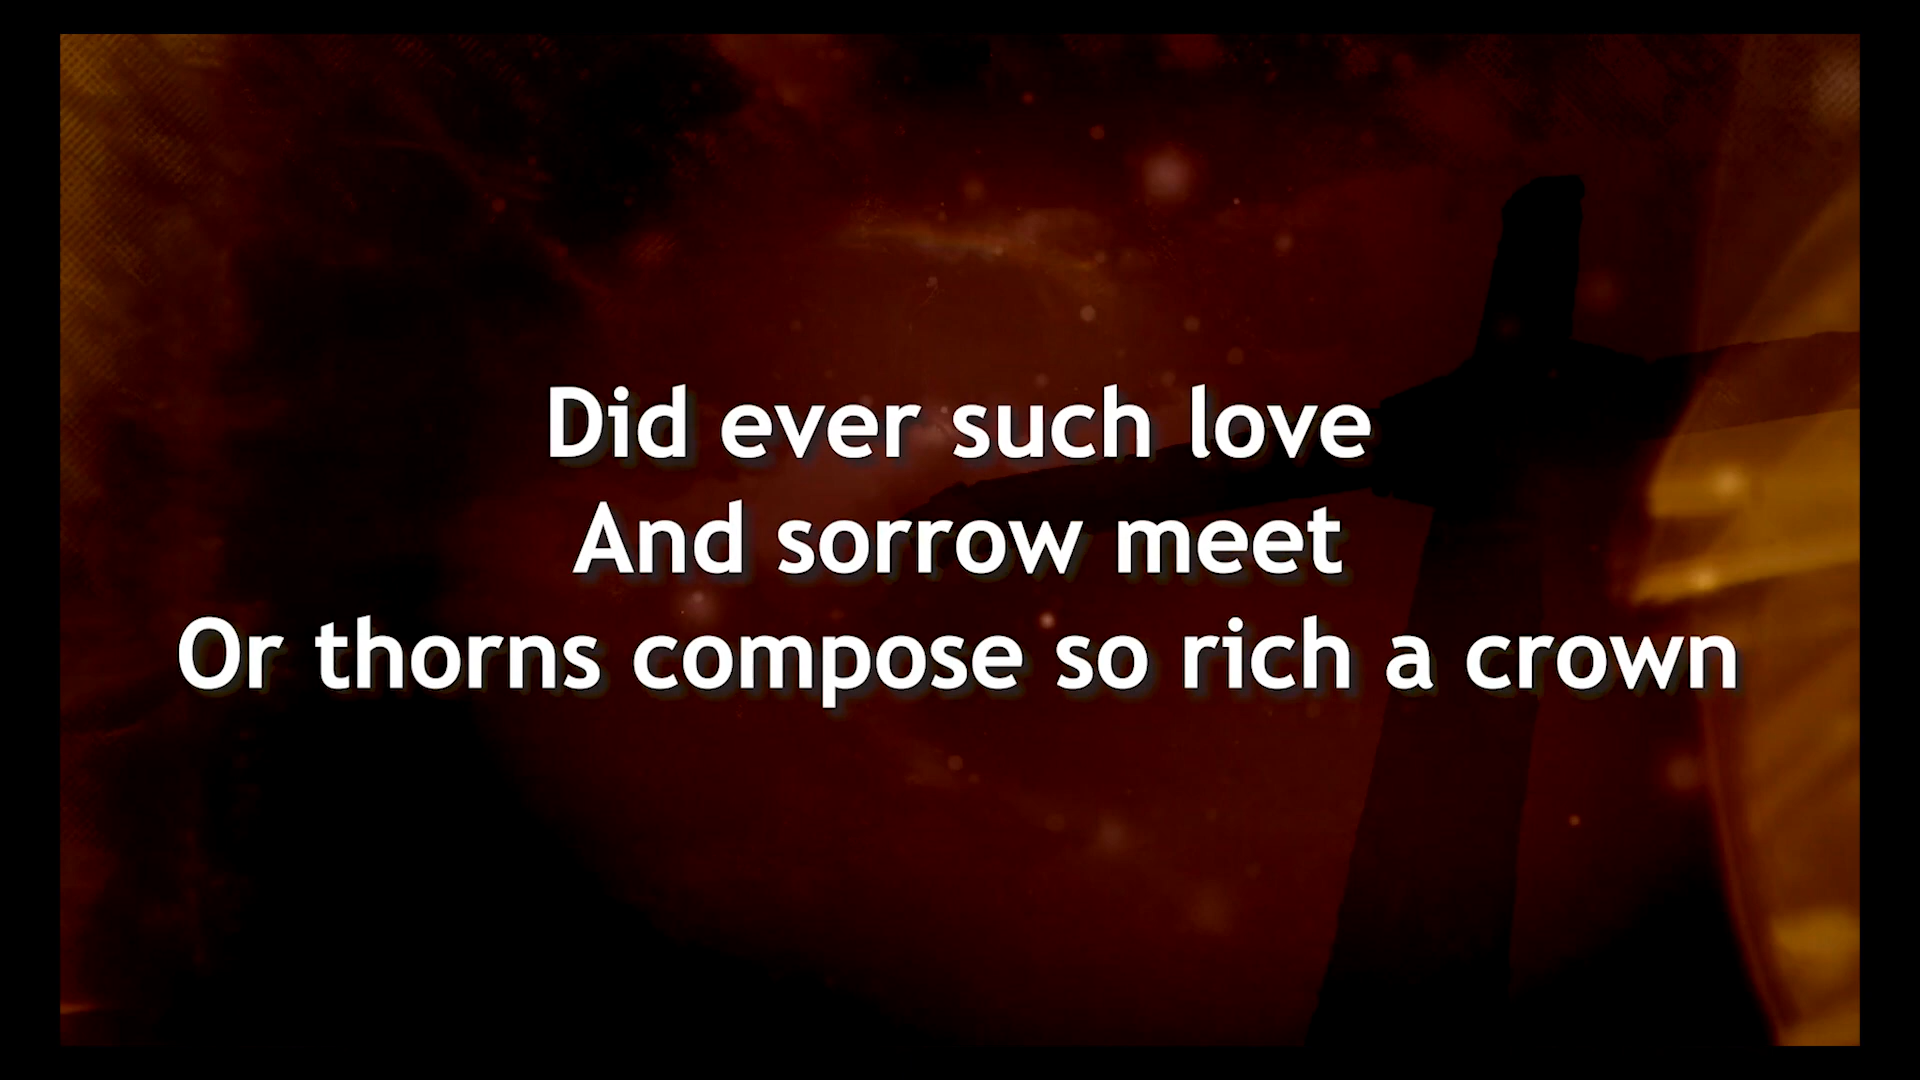 Did ever such love
And sorrow meet
Or thorns compose so rich a crown